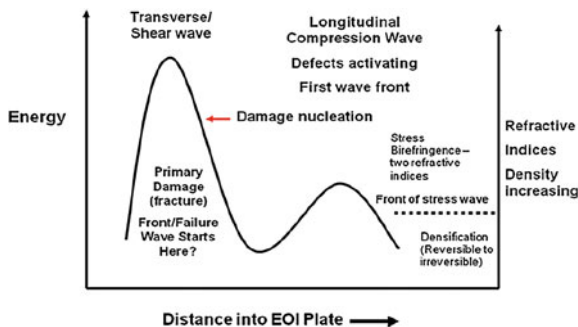 Transverse/
Shear wave
Longitudinal
Compression Wave
Defects activating
First wave front
Energy
Damage nucleation
Stress
Birefringence–
two refractive
indices
Refractive
Indices
Density
increasing
Primary
Damage
(fracture)
Front/Failure
Wave Starts
Here?
Front of stress wave
Densification
(Reversible to
irreversible)
Distance into EOI Plate